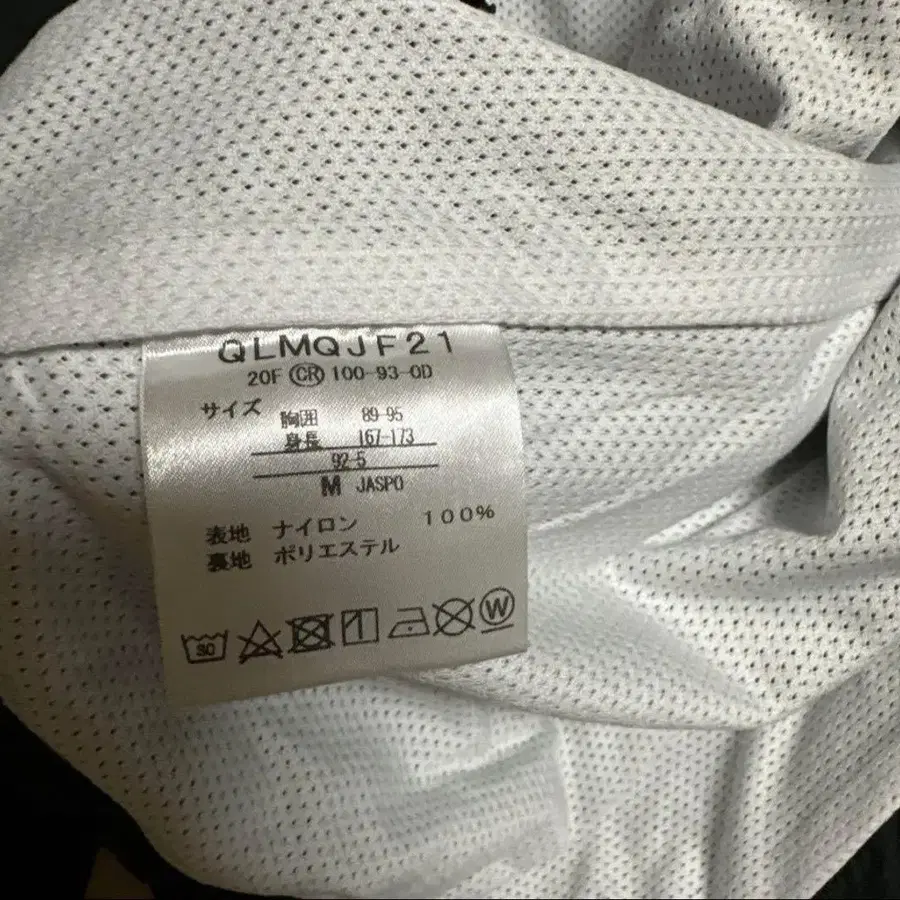 QLMQJF21
20F CR 100-93-0D
サイズ
胸囲 89-95
身長 167-173
92-5
M JASPO
表地 ナイロン 100%
裏地 ポリエステル
30
W